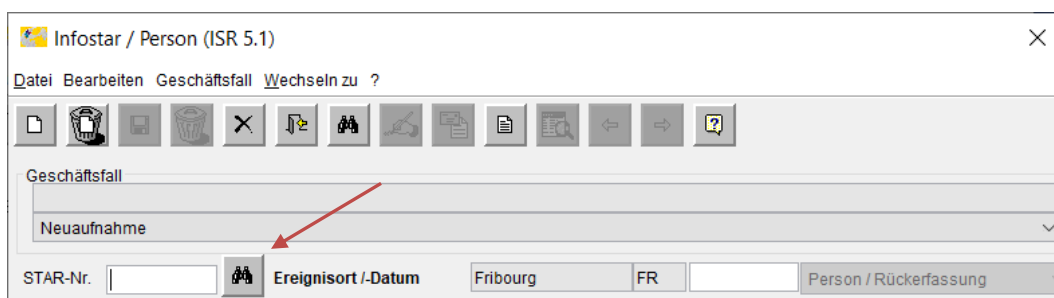 Infostar / Person (ISR 5.1)
Datei Bearbeiten Geschäftsfall Wechseln zu ?
Geschäftsfall
Neuaufnahme
STAR-Nr. Ereignisort /-Datum Fribourg FR Person / Rückerfassung